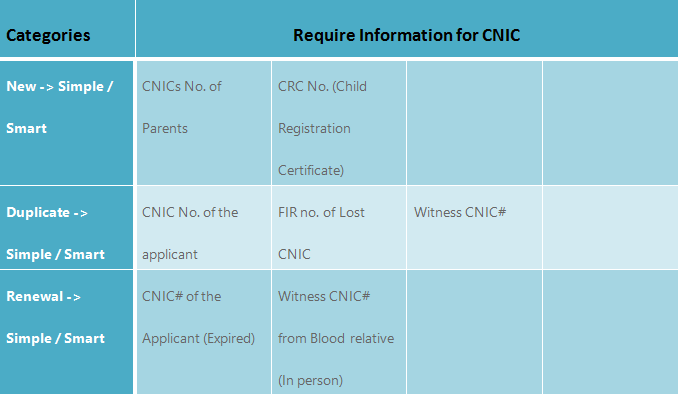 Categories
Require Information for CNIC
New -> Simple /
Smart
CNICs No. of
Parents
CRC No. (Child
Registration
Certificate)
Duplicate ->
Simple / Smart
CNIC No. of the
applicant
FIR no. of Lost
CNIC
Witness CNIC#
Renewal ->
Simple / Smart
CNIC# of the
Applicant (Expired)
Witness CNIC#
from Blood relative
(In person)